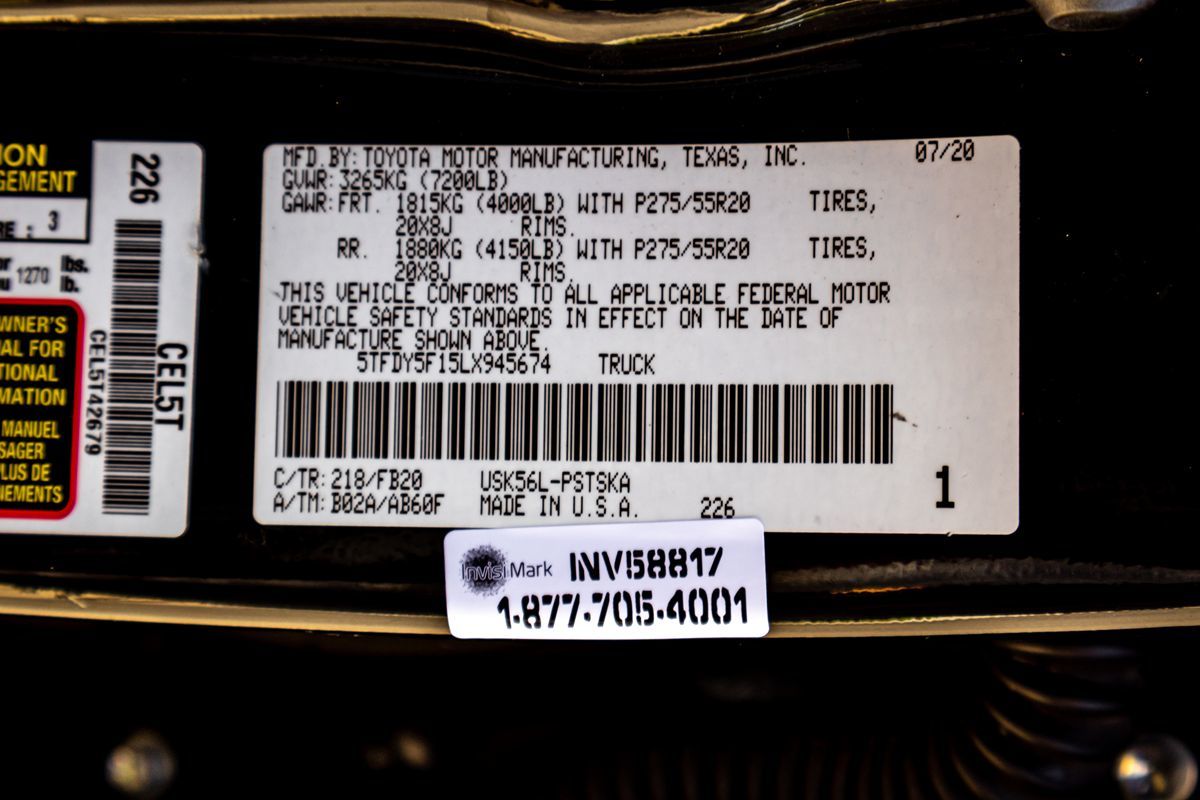 ION
GEMENT
RE : 3
or
u 1270 lbs.
lb.
WNER'S
AL FOR
TIONAL
MATION
MANUEL
SAGER
PLUS DE
NEMENTS
226
CEL5T42679
CEL5T
MFD.BY:TOYOTA MOTOR MANUFACTURING, TEXAS, INC. 07/20
GVWR:3265KG (7200LB)
GAWR:FRT. 1815KG (4000LB) WITH P275/55R20 TIRES,
20X8J RIMS.
RR. 1880KG (4150LB) WITH P275/55R20 TIRES,
20X8J RIMS.
THIS VEHICLE CONFORMS TO ALL APPLICABLE FEDERAL MOTOR
VEHICLE SAFETY STANDARDS IN EFFECT ON THE DATE OF
MANUFACTURE SHOWN ABOVE.
5TFDY5F15LX945674 TRUCK
C/TR:218/FB20 USK56L-PSTSKA
A/TM:B02A/AB60F MADE IN U.S.A. 226
1
InvisiMark INV58817
1-877-705-4001